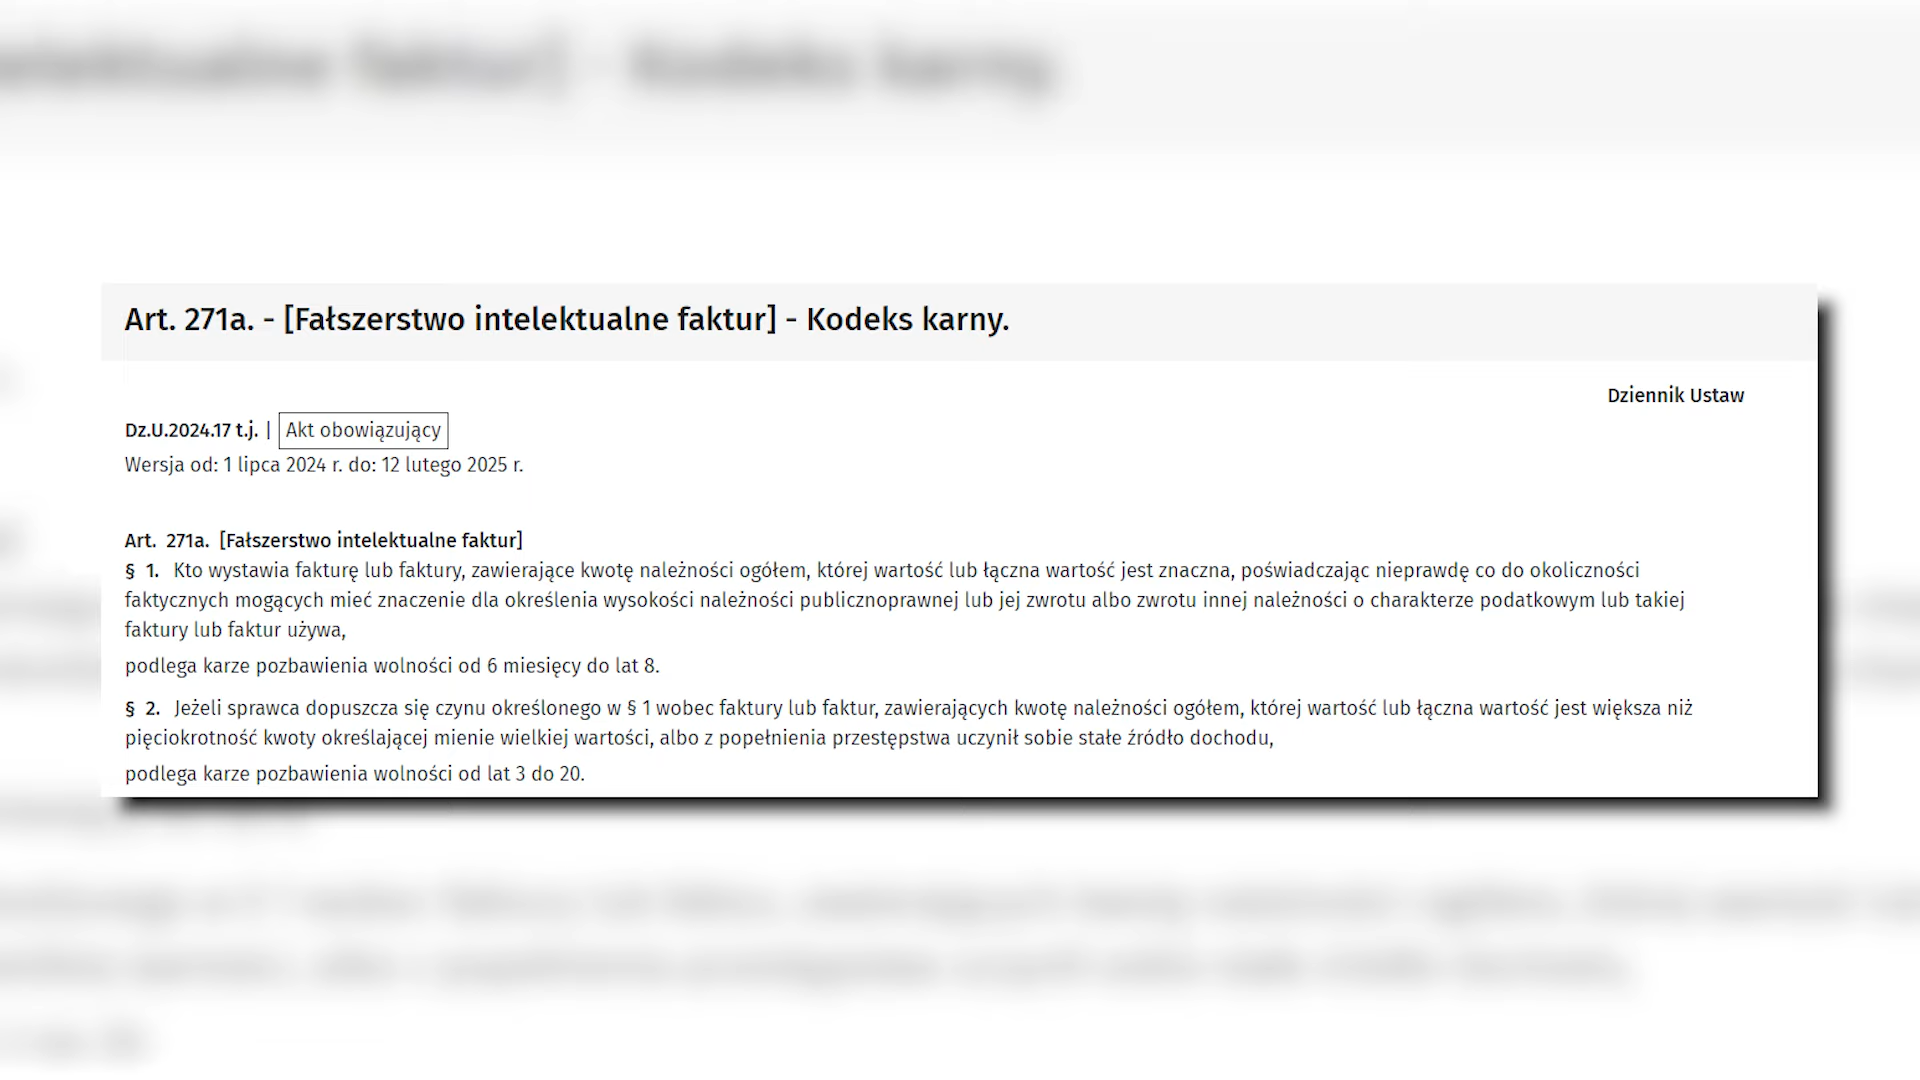 Art. 271a. - [Fałszerstwo intelektualne faktur] - Kodeks karny.
Dziennik Ustaw
Dz.U.2024.17 t.j. | Akt obowiązujący
Wersja od: 1 lipca 2024 r. do: 12 lutego 2025 r.
Art. 271a. [Fałszerstwo intelektualne faktur]
§ 1. Kto wystawia fakturę lub faktury, zawierające kwotę należności ogółem, której wartość lub łączna wartość jest znaczna, poświadczając nieprawdę co do okoliczności
faktycznych mogących mieć znaczenie dla określenia wysokości należności publicznoprawnej lub jej zwrotu albo zwrotu innej należności o charakterze podatkowym lub takiej
faktury lub faktur używa,
podlega karze pozbawienia wolności od 6 miesięcy do lat 8.
§ 2. Jeżeli sprawca dopuszcza się czynu określonego w § 1 wobec faktury lub faktur, zawierających kwotę należności ogółem, której wartość lub łączna wartość jest większa niż
pięciokrotność kwoty określającej mienie wielkiej wartości, albo z popełnienia przestępstwa uczynił sobie stałe źródło dochodu,
podlega karze pozbawienia wolności od lat 3 do 20.